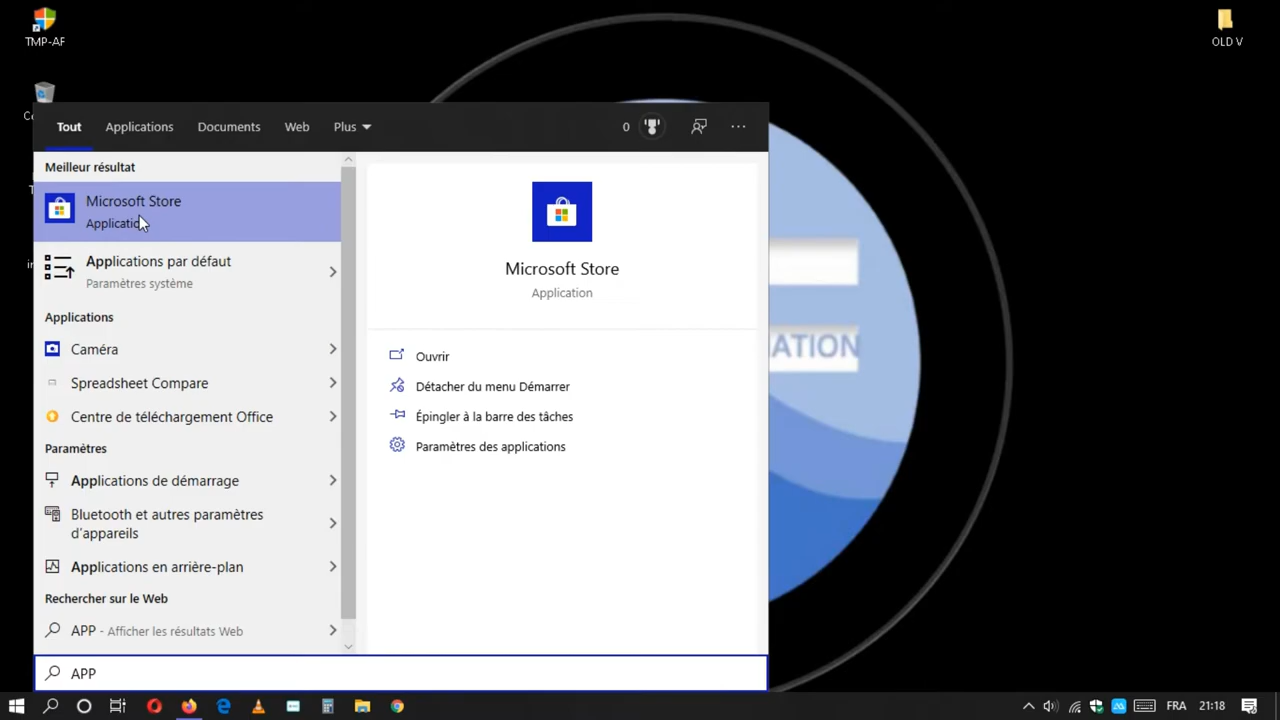 TMP-AF
OLD V
Tout Applications Documents Web Plus 0 ...
Meilleur résultat
Microsoft Store
Application
Applications par défaut
Paramètres système
Applications
Caméra
Spreadsheet Compare
Centre de téléchargement Office
Paramètres
Applications de démarrage
Bluetooth et autres paramètres
d'appareils
Applications en arrière-plan
Rechercher sur le Web
APP - Afficher les résultats Web
APP
Microsoft Store
Application
Ouvrir
Détacher du menu Démarrer
Épingler à la barre des tâches
Paramètres des applications
ATION
FRA 21:18